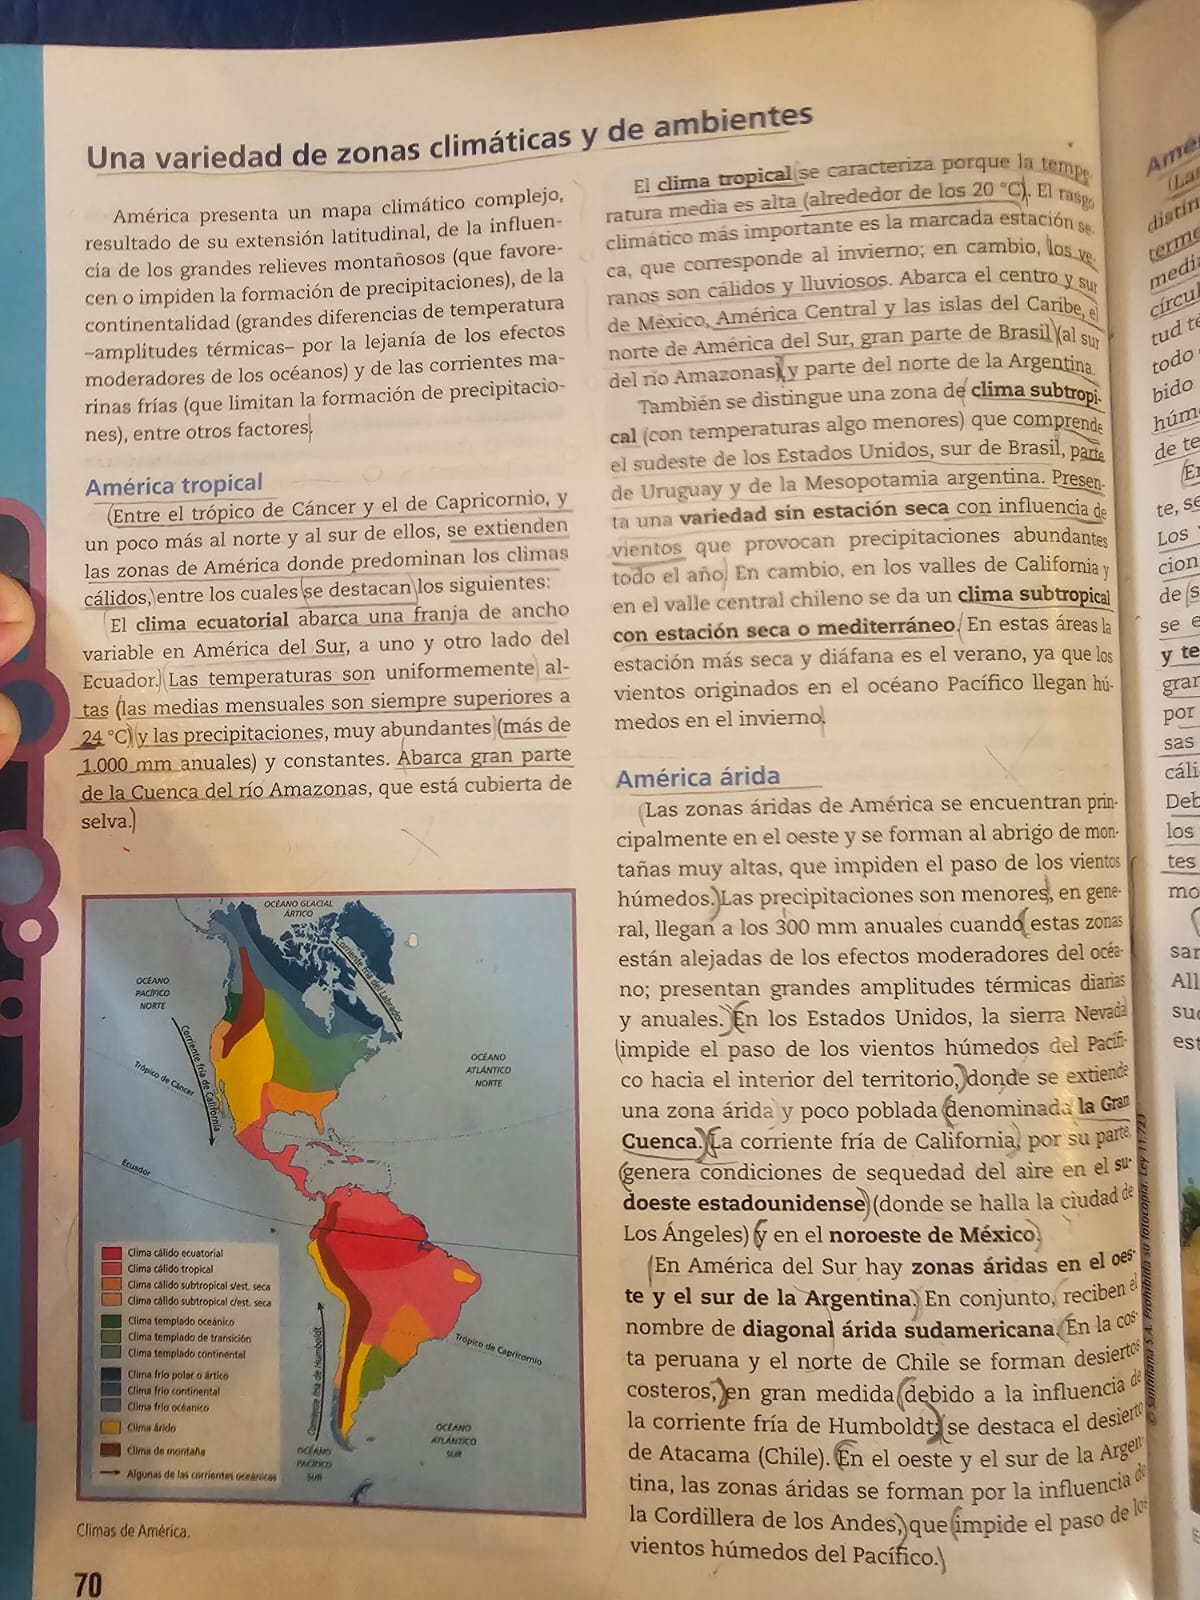 Una variedad de zonas climáticas y de ambientes
América presenta un mapa climático complejo,
resultado de su extensión latitudinal, de la influen-
cia de los grandes relieves montañosos (que favore-
cen o impiden la formación de precipitaciones), de la
continentalidad (grandes diferencias de temperatura
–amplitudes térmicas– por la lejanía de los efectos
moderadores de los océanos) y de las corrientes ma-
rinas frías (que limitan la formación de precipitacio-
nes), entre otros factores.
América tropical
Entre el trópico de Cáncer y el de Capricornio, y
un poco más al norte y al sur de ellos, se extienden
las zonas de América donde predominan los climas
cálidos, entre los cuales se destacan los siguientes:
El clima ecuatorial abarca una franja de ancho
variable en América del Sur, a uno y otro lado del
Ecuador. Las temperaturas son uniformemente al-
tas (las medias mensuales son siempre superiores a
24 °C) y las precipitaciones, muy abundantes (más de
1.000 mm anuales) y constantes. Abarca gran parte
de la Cuenca del río Amazonas, que está cubierta de
selva.
OCÉANO GLACIAL
ÁRTICO
Corriente fría del Labrador
OCÉANO
PACÍFICO
NORTE
Corriente fría de California
Trópico de Cáncer
OCÉANO
ATLÁNTICO
NORTE
Ecuador
Clima cálido ecuatorial
Clima cálido tropical
Clima cálido subtropical s/est. seca
Clima cálido subtropical c/est. seca
Clima templado oceánico
Clima templado de transición
Clima templado continental
Clima frío polar o ártico
Clima frío continental
Clima frío océanico
Clima árido
Clima de montaña
Algunas de las corrientes oceánicas
Corriente fría de Humboldt
Trópico de Capricornio
OCÉANO
PACÍFICO
SUR
OCÉANO
ATLÁNTICO
SUR
Climas de América.
70
El clima tropical se caracteriza porque la tempe-
ratura media es alta (alrededor de los 20 °C). El rasgo
climático más importante es la marcada estación se-
ca, que corresponde al invierno; en cambio, los ve-
ranos son cálidos y lluviosos. Abarca el centro y sur
de México, América Central y las islas del Caribe, el
norte de América del Sur, gran parte de Brasil (al sur
del río Amazonas) y parte del norte de la Argentina.
También se distingue una zona de clima subtropi-
cal (con temperaturas algo menores) que comprende
el sudeste de los Estados Unidos, sur de Brasil, parte
de Uruguay y de la Mesopotamia argentina. Presen-
ta una variedad sin estación seca con influencia de
vientos que provocan precipitaciones abundantes
todo el año. En cambio, en los valles de California y
en el valle central chileno se da un clima subtropical
con estación seca o mediterráneo. En estas áreas la
estación más seca y diáfana es el verano, ya que los
vientos originados en el océano Pacífico llegan hú-
medos en el invierno.
América árida
Las zonas áridas de América se encuentran prin-
cipalmente en el oeste y se forman al abrigo de mon-
tañas muy altas, que impiden el paso de los vientos
húmedos. Las precipitaciones son menores, en gene-
ral, llegan a los 300 mm anuales cuando estas zonas
están alejadas de los efectos moderadores del océa-
no; presentan grandes amplitudes térmicas diarias
y anuales. En los Estados Unidos, la sierra Nevada
impide el paso de los vientos húmedos del Pacífi-
co hacia el interior del territorio, donde se extiende
una zona árida y poco poblada denominada la Gran
Cuenca. La corriente fría de California, por su parte,
genera condiciones de sequedad del aire en el su-
doeste estadounidense (donde se halla la ciudad de
Los Ángeles) y en el noroeste de México.
En América del Sur hay zonas áridas en el oes-
te y el sur de la Argentina. En conjunto, reciben el
nombre de diagonal árida sudamericana. En la cos-
ta peruana y el norte de Chile se forman desiertos
costeros, en gran medida debido a la influencia de
la corriente fría de Humboldt; se destaca el desierto
de Atacama (Chile). En el oeste y el sur de la Argen-
tina, las zonas áridas se forman por la influencia de
la Cordillera de los Andes, que impide el paso de los
vientos húmedos del Pacífico.
© Santillana S.A. Prohibida su fotocopia. Ley 11.723